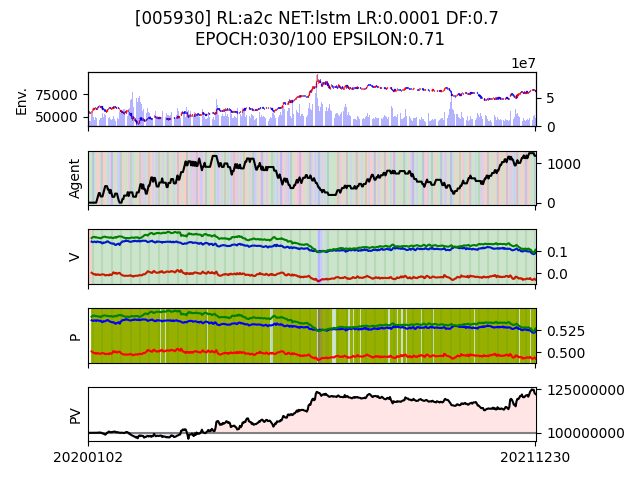 [005930] RL:a2c NET:lstm LR:0.0001 DF:0.7
EPOCH:030/100 EPSILON:0.71
1e7
Env.
75000
50000
5
0
Agent
1000
0
V
0.1
0.0
P
0.525
0.500
PV
125000000
100000000
20200102
20211230